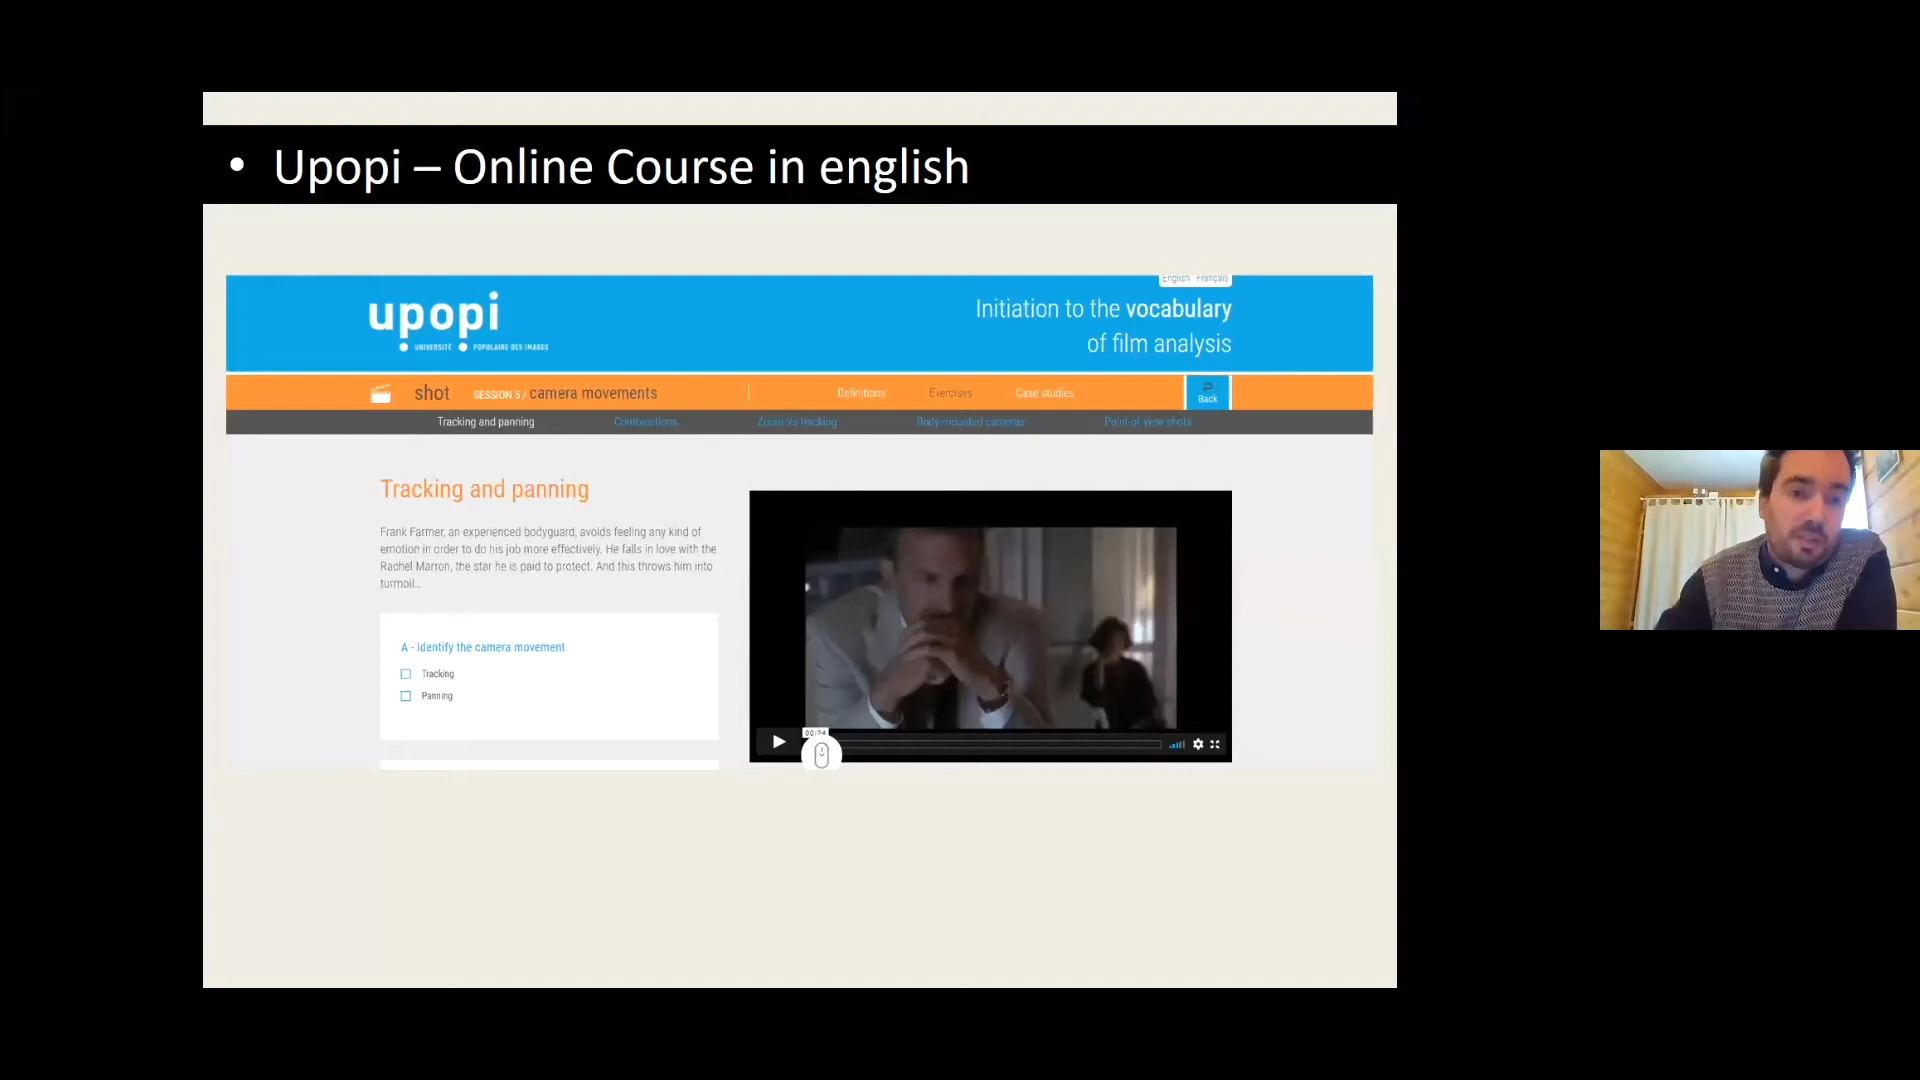 • Upopi – Online Course in english
English Français
upopi
UNIVERSITÉ POPULAIRE DES IMAGES
Initiation to the vocabulary
of film analysis
shot SESSION 5 / camera movements
Definitions Exercises Case studies
Back
Tracking and panning Combinations Zoom Vs tracking Body-mounted cameras Point-of-view shots
Tracking and panning
Frank Farmer, an experienced bodyguard, avoids feeling any kind of
emotion in order to do his job more effectively. He falls in love with the
Rachel Marron, the star he is paid to protect. And this throws him into
turmoil...
A - Identify the camera movement
Tracking
Panning